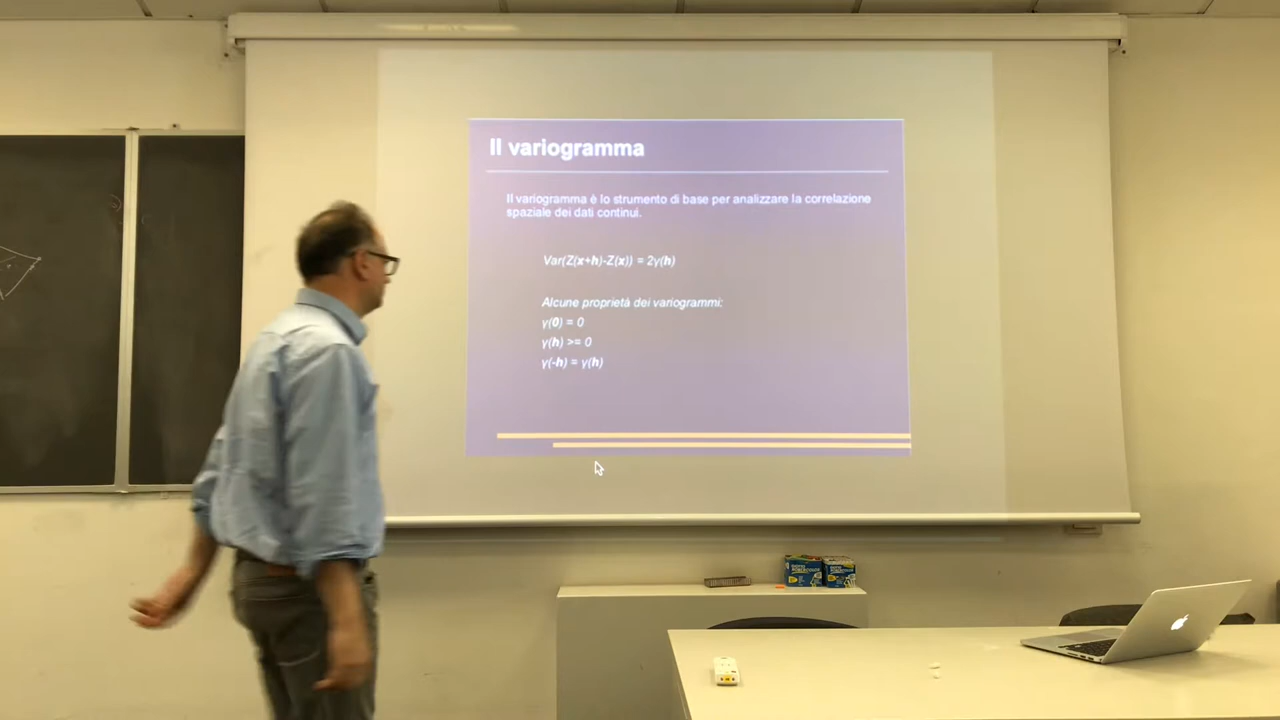 Il variogramma
Il variogramma è lo strumento di base per analizzare la correlazione
spaziale dei dati continui.
Var(Z(x+h)-Z(x)) = 2γ(h)
Alcune proprietà dei variogrammi:
γ(0) = 0
γ(h) >= 0
γ(-h) = γ(h)